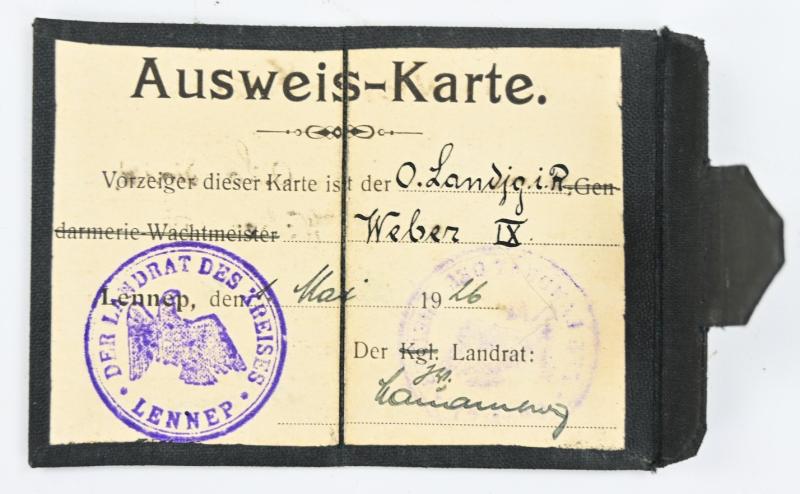 Ausweis-Karte.
Vorzeiger dieser Karte ist der O. Landjg. i. R. Gen-
darmerie-Wachtmeister Weber IX.
Lennep, den Mai 1926
Der Kgl. Landrat:
DER LANDRAT DES KREISES
LENNEP